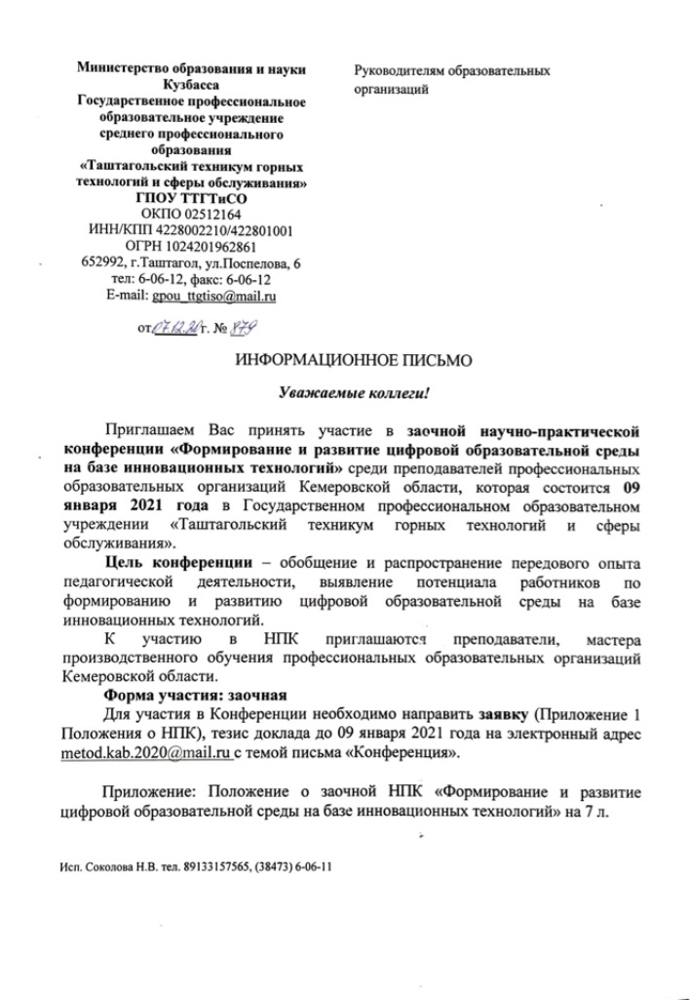 Министерство образования и науки
Кузбасса
Государственное профессиональное
образовательное учреждение
среднего профессионального
образования
«Таштагольский техникум горных
технологий и сферы обслуживания»
ГПОУ ТТГТиСО
ОКПО 02512164
ИНН/КПП 4228002210/422801001
ОГРН 1024201962861
652992, г.Таштагол, ул.Поспелова, 6
тел: 6-06-12, факс: 6-06-12
E-mail: gpou_ttgtiso@mail.ru
от 07.12.20 г. № 879
Руководителям образовательных
организаций
ИНФОРМАЦИОННОЕ ПИСЬМО
Уважаемые коллеги!
Приглашаем Вас принять участие в заочной научно-практической
конференции «Формирование и развитие цифровой образовательной среды
на базе инновационных технологий» среди преподавателей профессиональных
образовательных организаций Кемеровской области, которая состоится 09
января 2021 года в Государственном профессиональном образовательном
учреждении «Таштагольский техникум горных технологий и сферы
обслуживания».
Цель конференции – обобщение и распространение передового опыта
педагогической деятельности, выявление потенциала работников по
формированию и развитию цифровой образовательной среды на базе
инновационных технологий.
К участию в НПК приглашаются преподаватели, мастера
производственного обучения профессиональных образовательных организаций
Кемеровской области.
Форма участия: заочная
Для участия в Конференции необходимо направить заявку (Приложение 1
Положения о НПК), тезис доклада до 09 января 2021 года на электронный адрес
metod.kab.2020@mail.ru с темой письма «Конференция».
Приложение: Положение о заочной НПК «Формирование и развитие
цифровой образовательной среды на базе инновационных технологий» на 7 л.
Исп. Соколова Н.В. тел. 89133157565, (38473) 6-06-11